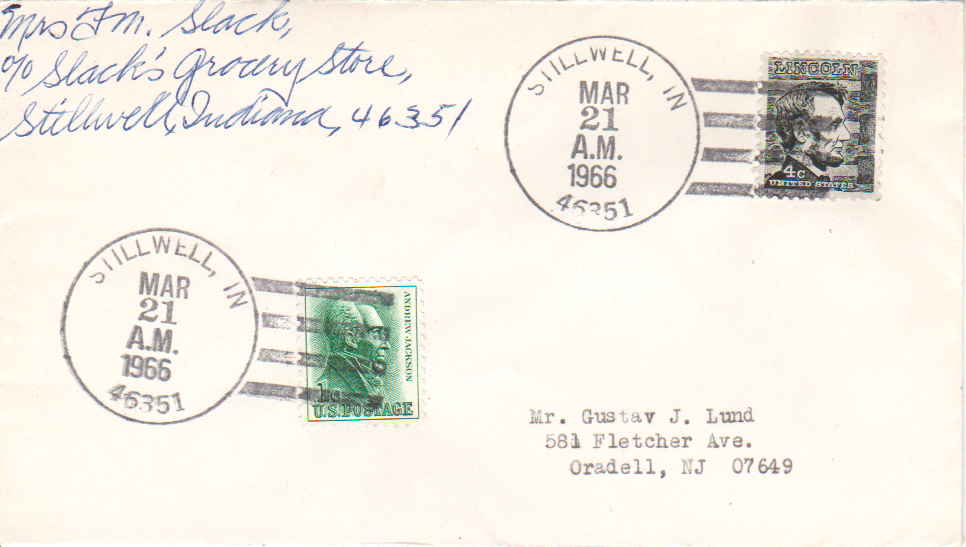 Mrs F.M. Slack,
c/o Slack's Grocery Store,
Stillwell, Indiana, 46351
STILLWELL, IN
MAR
21
A.M.
1966
46351
LINCOLN
4c
UNITED STATES
STILLWELL, IN
MAR
21
A.M.
1966
46351
ANDREW JACKSON
1c
U.S. POSTAGE
Mr. Gustav J. Lund
581 Fletcher Ave.
Oradell, NJ 07649